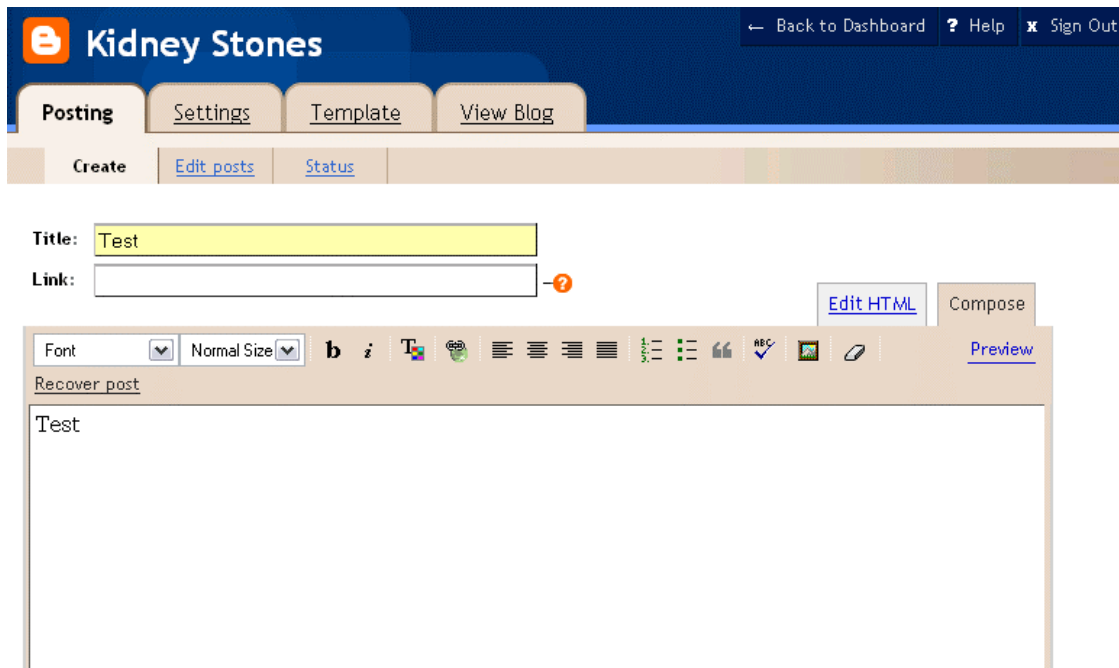 Kidney Stones
← Back to Dashboard ? Help x Sign Out
Posting Settings Template View Blog
Create Edit posts Status
Title: Test
Link:
?
Edit HTML Compose
Font Normal Size b i T ABC Preview
Recover post
Test